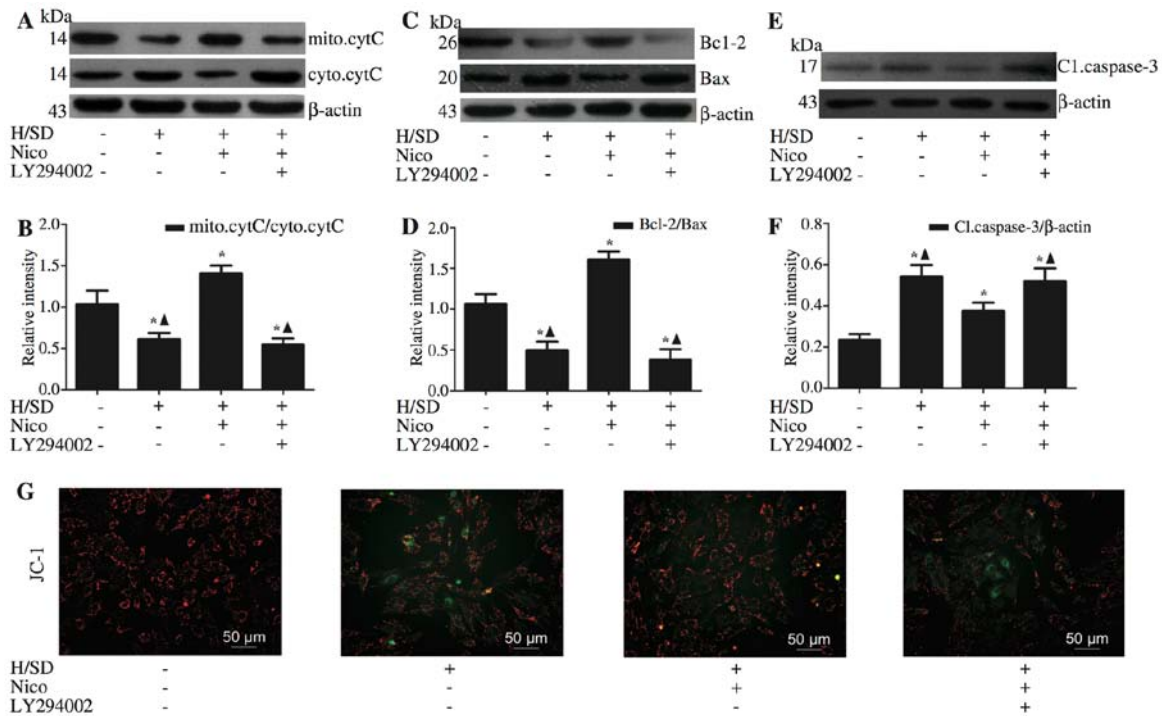 A
kDa
14 mito.cytC
14 cyto.cytC
43 β-actin
H/SD - + + +
Nico - - + +
LY294002 - - - +
C
kDa
26 Bc1-2
20 Bax
43 β-actin
H/SD - + + +
Nico - - + +
LY294002 - - - +
E
kDa
17 C1.caspase-3
43 β-actin
H/SD - + + +
Nico - - + +
LY294002 - - - +
B
mito.cytC/cyto.cytC
Relative intensity
2.0
1.5
1.0
0.5
0.0
*▲
*
*▲
H/SD - + + +
Nico - - + +
LY294002 - - - +
D
Bcl-2/Bax
Relative intensity
2.0
1.5
1.0
0.5
0.0
*▲
*
*▲
H/SD - + + +
Nico - - + +
LY294002 - - - +
F
Cl.caspase-3/β-actin
Relative intensity
0.8
0.6
0.4
0.2
0.0
*▲
*
*▲
H/SD - + + +
Nico - - + +
LY294002 - - - +
G
JC-1
50 µm
50 µm
50 µm
50 µm
H/SD - + + +
Nico - - + +
LY294002 - - - +